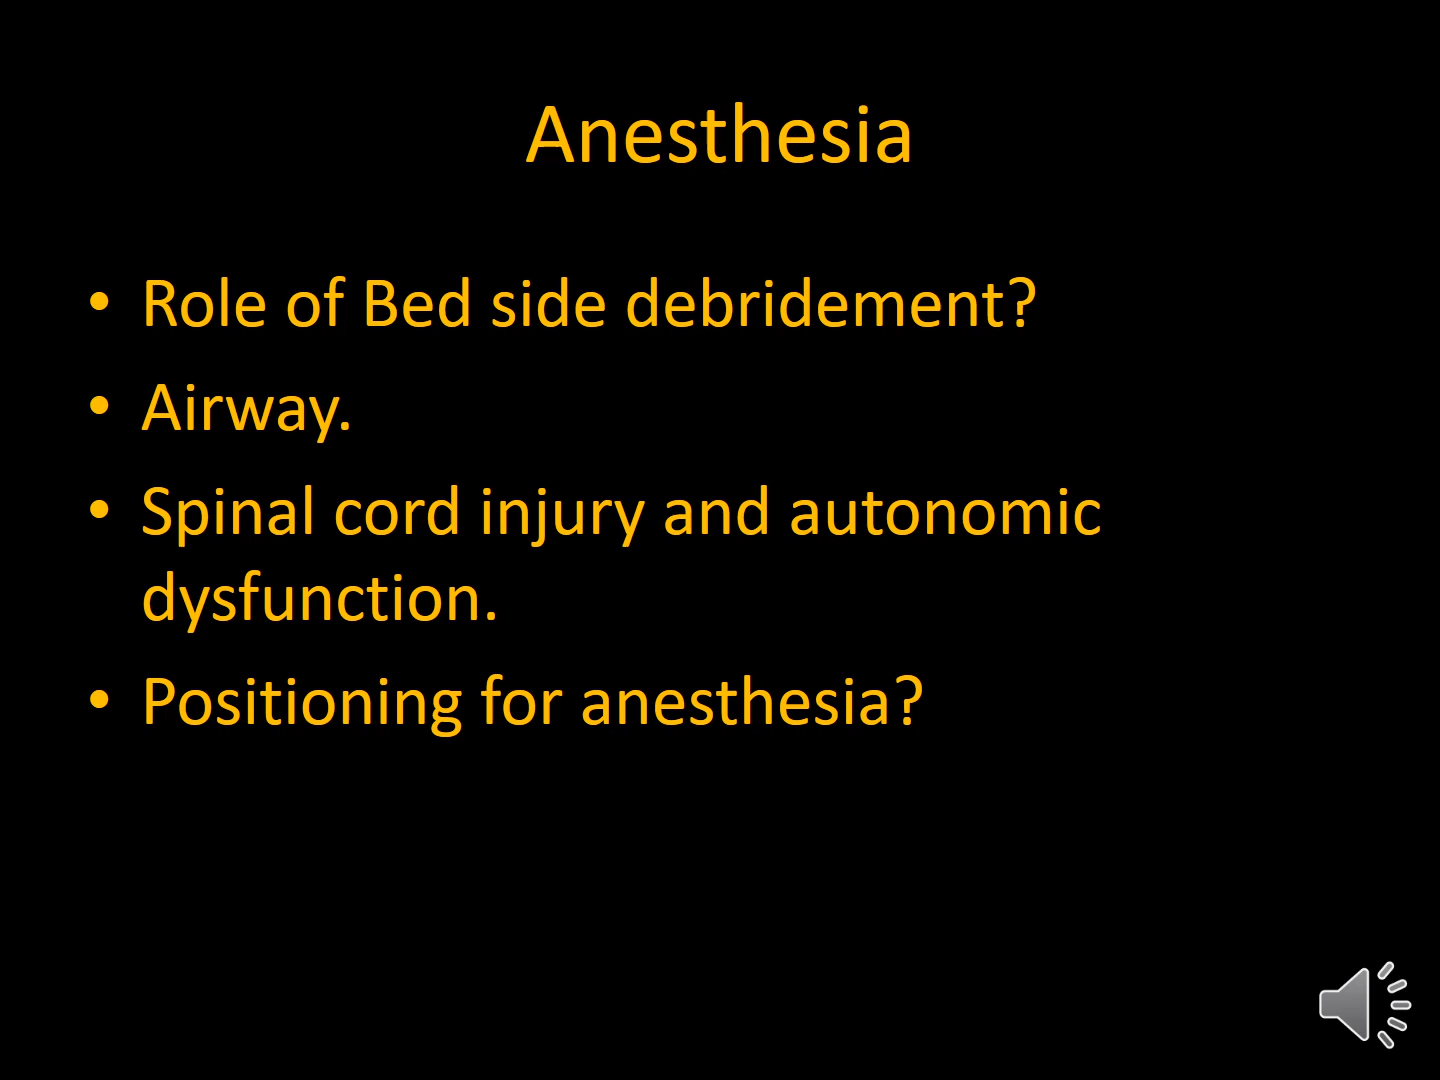 Anesthesia
• Role of Bed side debridement?
• Airway.
• Spinal cord injury and autonomic
dysfunction.
• Positioning for anesthesia?